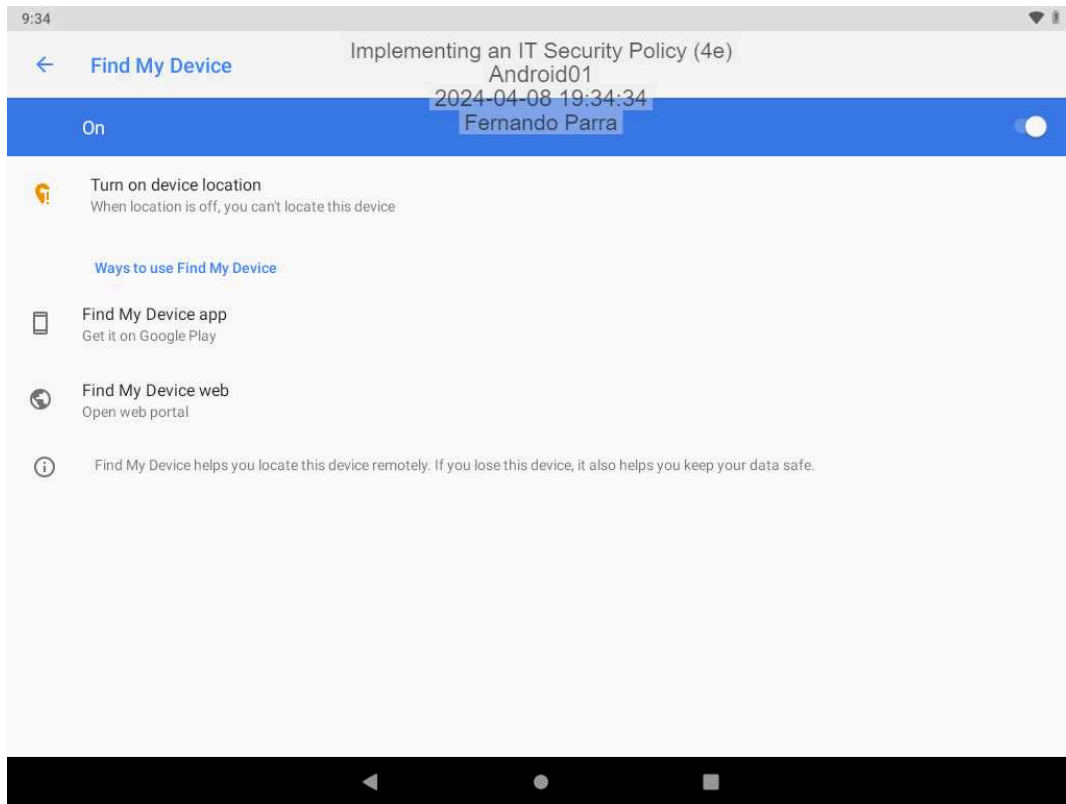 9:34
Find My Device
Implementing an IT Security Policy (4e)
Android01
2024-04-08 19:34:34
Fernando Parra
On
Turn on device location
When location is off, you can't locate this device
Ways to use Find My Device
Find My Device app
Get it on Google Play
Find My Device web
Open web portal
Find My Device helps you locate this device remotely. If you lose this device, it also helps you keep your data safe.